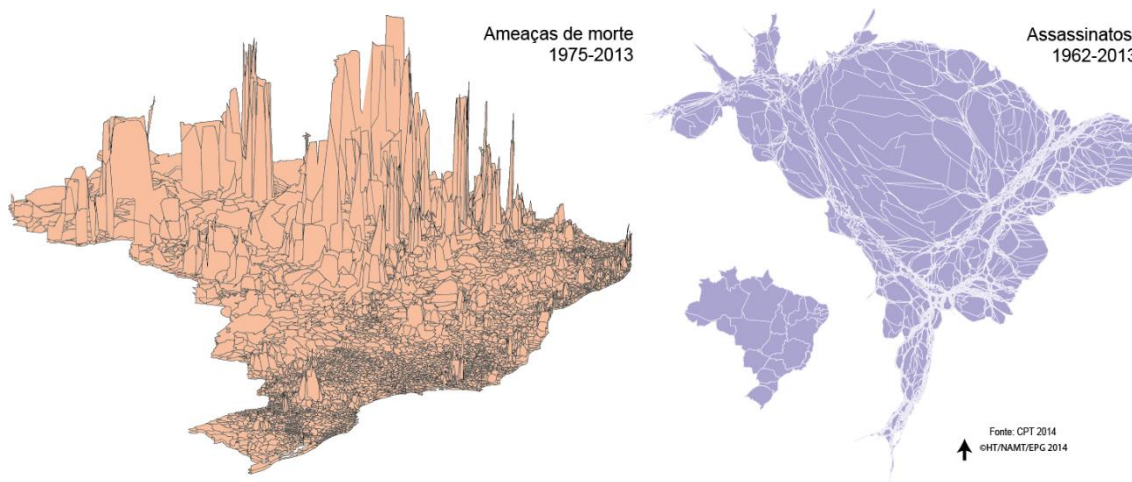 Ameaças de morte
1975-2013
Assassinatos
1962-2013
Fonte: CPT 2014
©HT/NAMT/EPG 2014